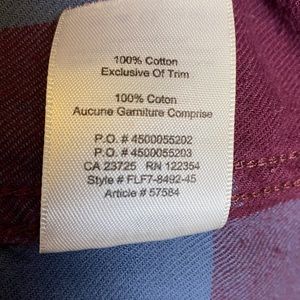 100% Cotton
Exclusive Of Trim
100% Coton
Aucune Garniture Comprise
P.O. # 4500055202
P.O. # 4500055203
CA 23725 RN 122354
Style # FLF7-8492-45
Article # 57584